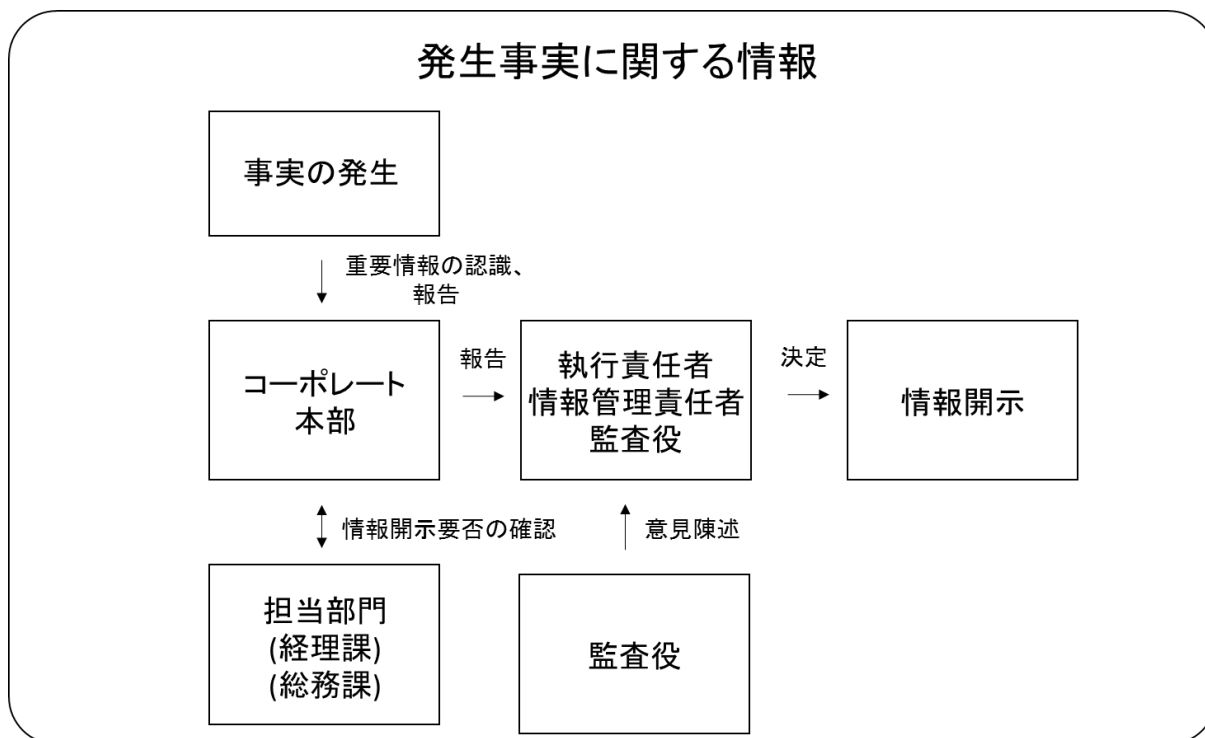 発生事実に関する情報
事実の発生
重要情報の認識、
報告
コーポレート
本部
報告
執行責任者
情報管理責任者
監査役
決定
情報開示
情報開示要否の確認
意見陳述
担当部門
(経理課)
(総務課)
監査役